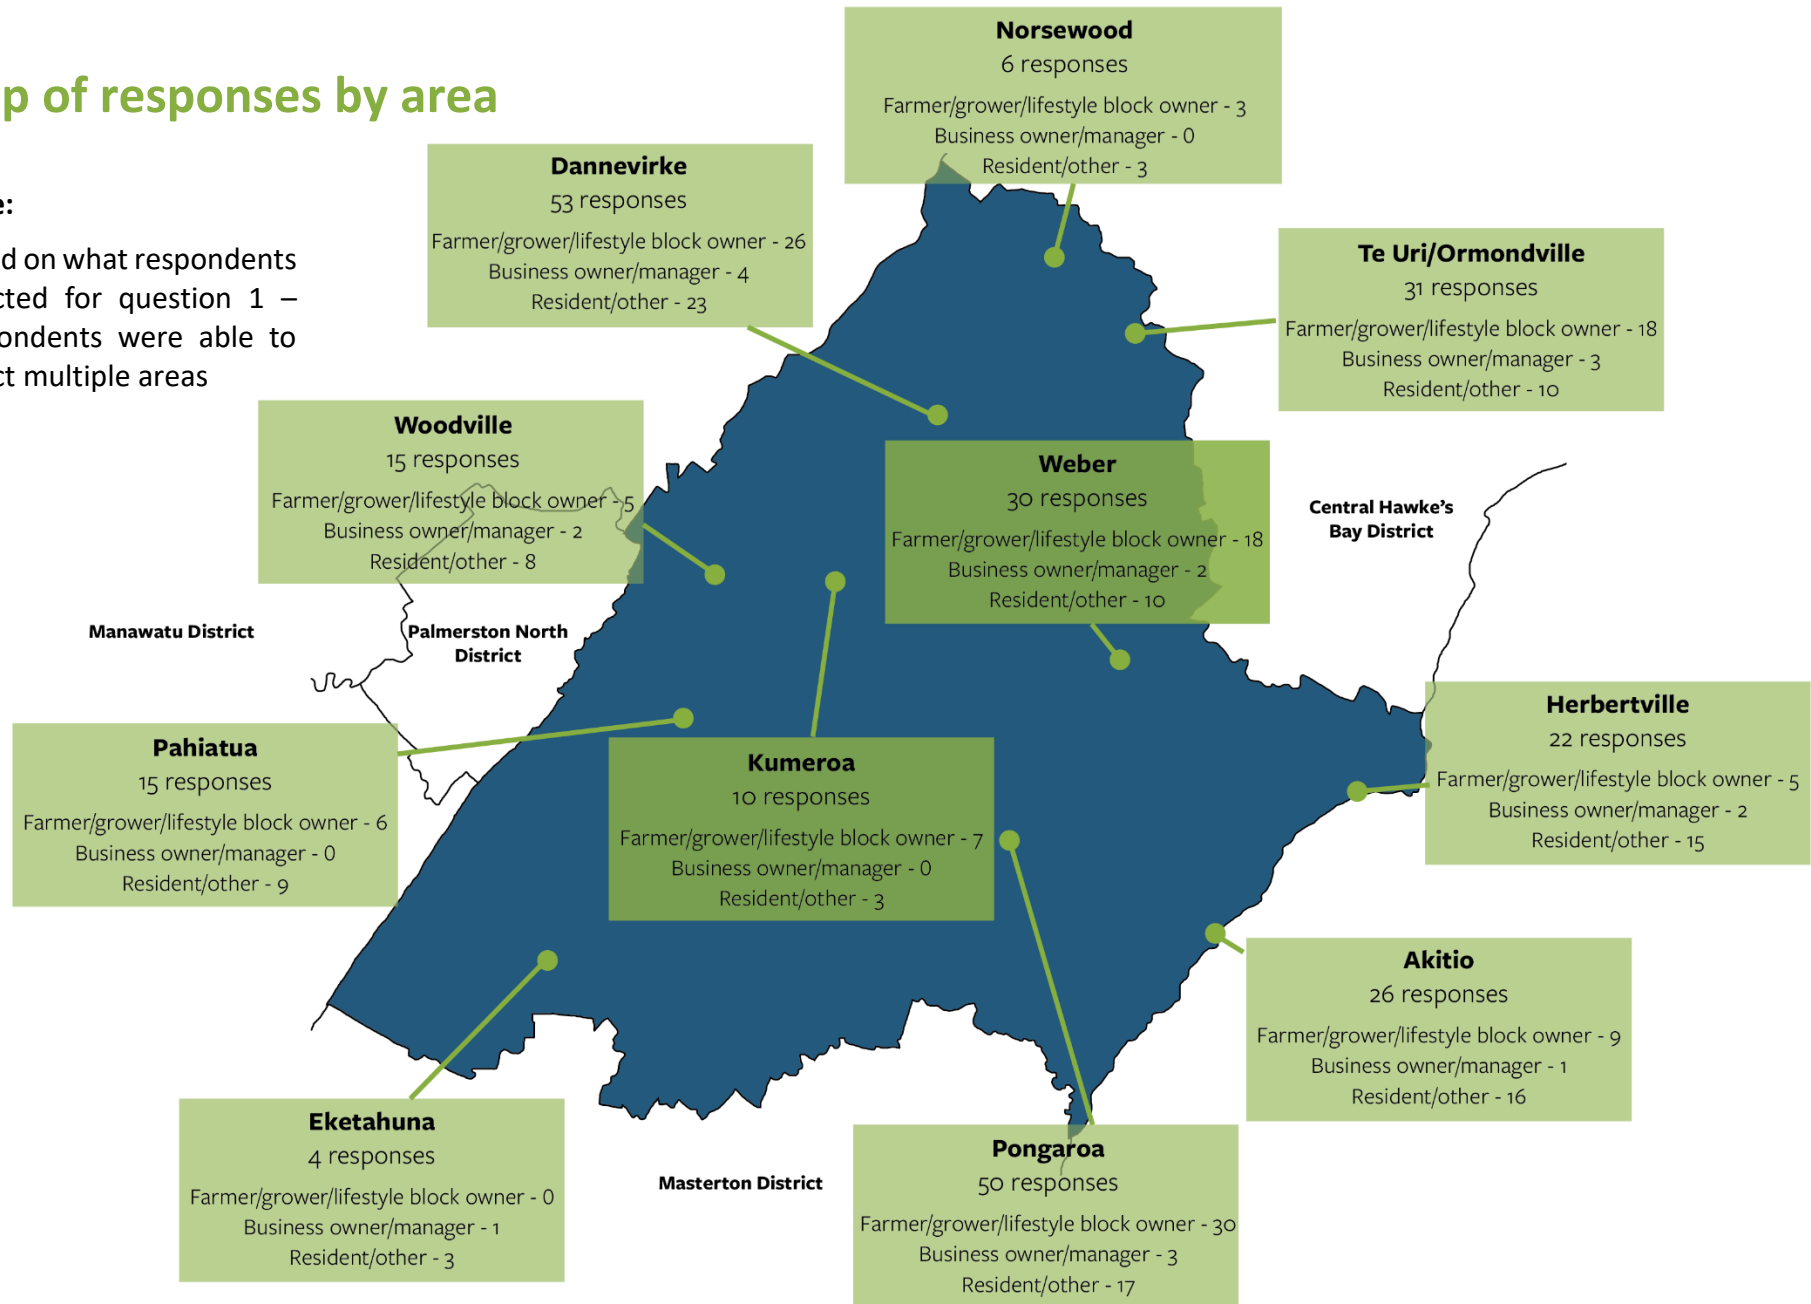 p of responses by area
e:
d on what respondents
cted for question 1 –
ondents were able to
ct multiple areas
Norsewood
6 responses
Farmer/grower/lifestyle block owner - 3
Business owner/manager - 0
Resident/other - 3
Dannevirke
53 responses
Farmer/grower/lifestyle block owner - 26
Business owner/manager - 4
Resident/other - 23
Te Uri/Ormondville
31 responses
Farmer/grower/lifestyle block owner - 18
Business owner/manager - 3
Resident/other - 10
Woodville
15 responses
Farmer/grower/lifestyle block owner - 5
Business owner/manager - 2
Resident/other - 8
Weber
30 responses
Farmer/grower/lifestyle block owner - 18
Business owner/manager - 2
Resident/other - 10
Central Hawke's
Bay District
Manawatu District
Palmerston North
District
Herbertville
22 responses
Farmer/grower/lifestyle block owner - 5
Business owner/manager - 2
Resident/other - 15
Pahiatua
15 responses
Farmer/grower/lifestyle block owner - 6
Business owner/manager - 0
Resident/other - 9
Kumeroa
10 responses
Farmer/grower/lifestyle block owner - 7
Business owner/manager - 0
Resident/other - 3
Akitio
26 responses
Farmer/grower/lifestyle block owner - 9
Business owner/manager - 1
Resident/other - 16
Eketahuna
4 responses
Farmer/grower/lifestyle block owner - 0
Business owner/manager - 1
Resident/other - 3
Masterton District
Pongaroa
50 responses
Farmer/grower/lifestyle block owner - 30
Business owner/manager - 3
Resident/other - 17